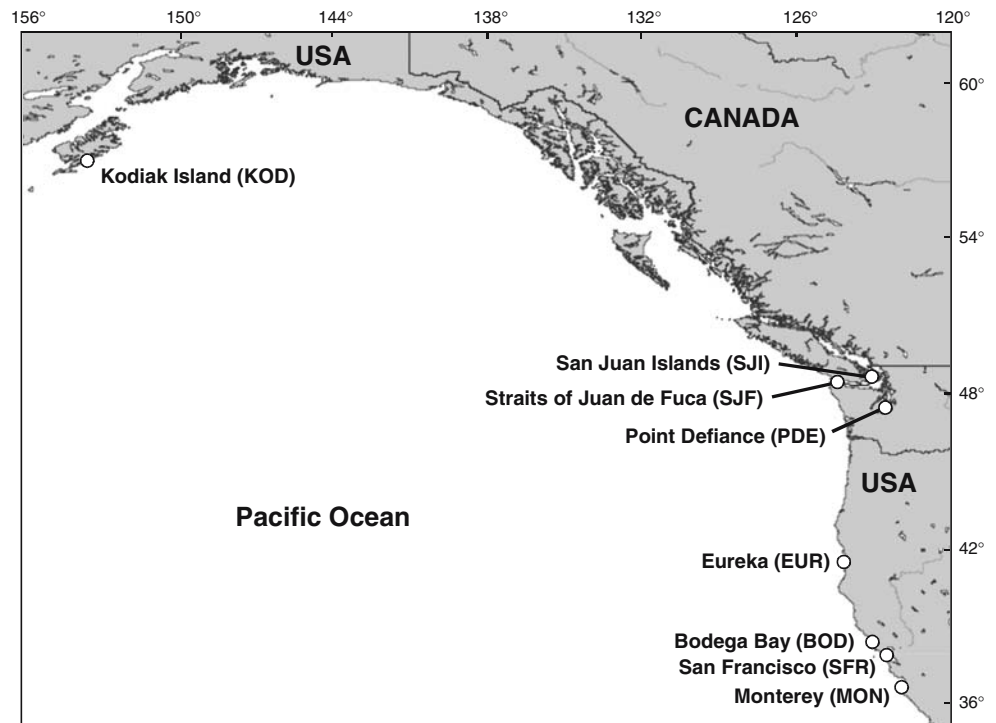 156° 150° 144° 138° 132° 126° 120°
USA
60°
CANADA
Kodiak Island (KOD)
54°
San Juan Islands (SJI)
Straits of Juan de Fuca (SJF)
48°
Point Defiance (PDE)
USA
Pacific Ocean
42°
Eureka (EUR)
Bodega Bay (BOD)
San Francisco (SFR)
Monterey (MON)
36°